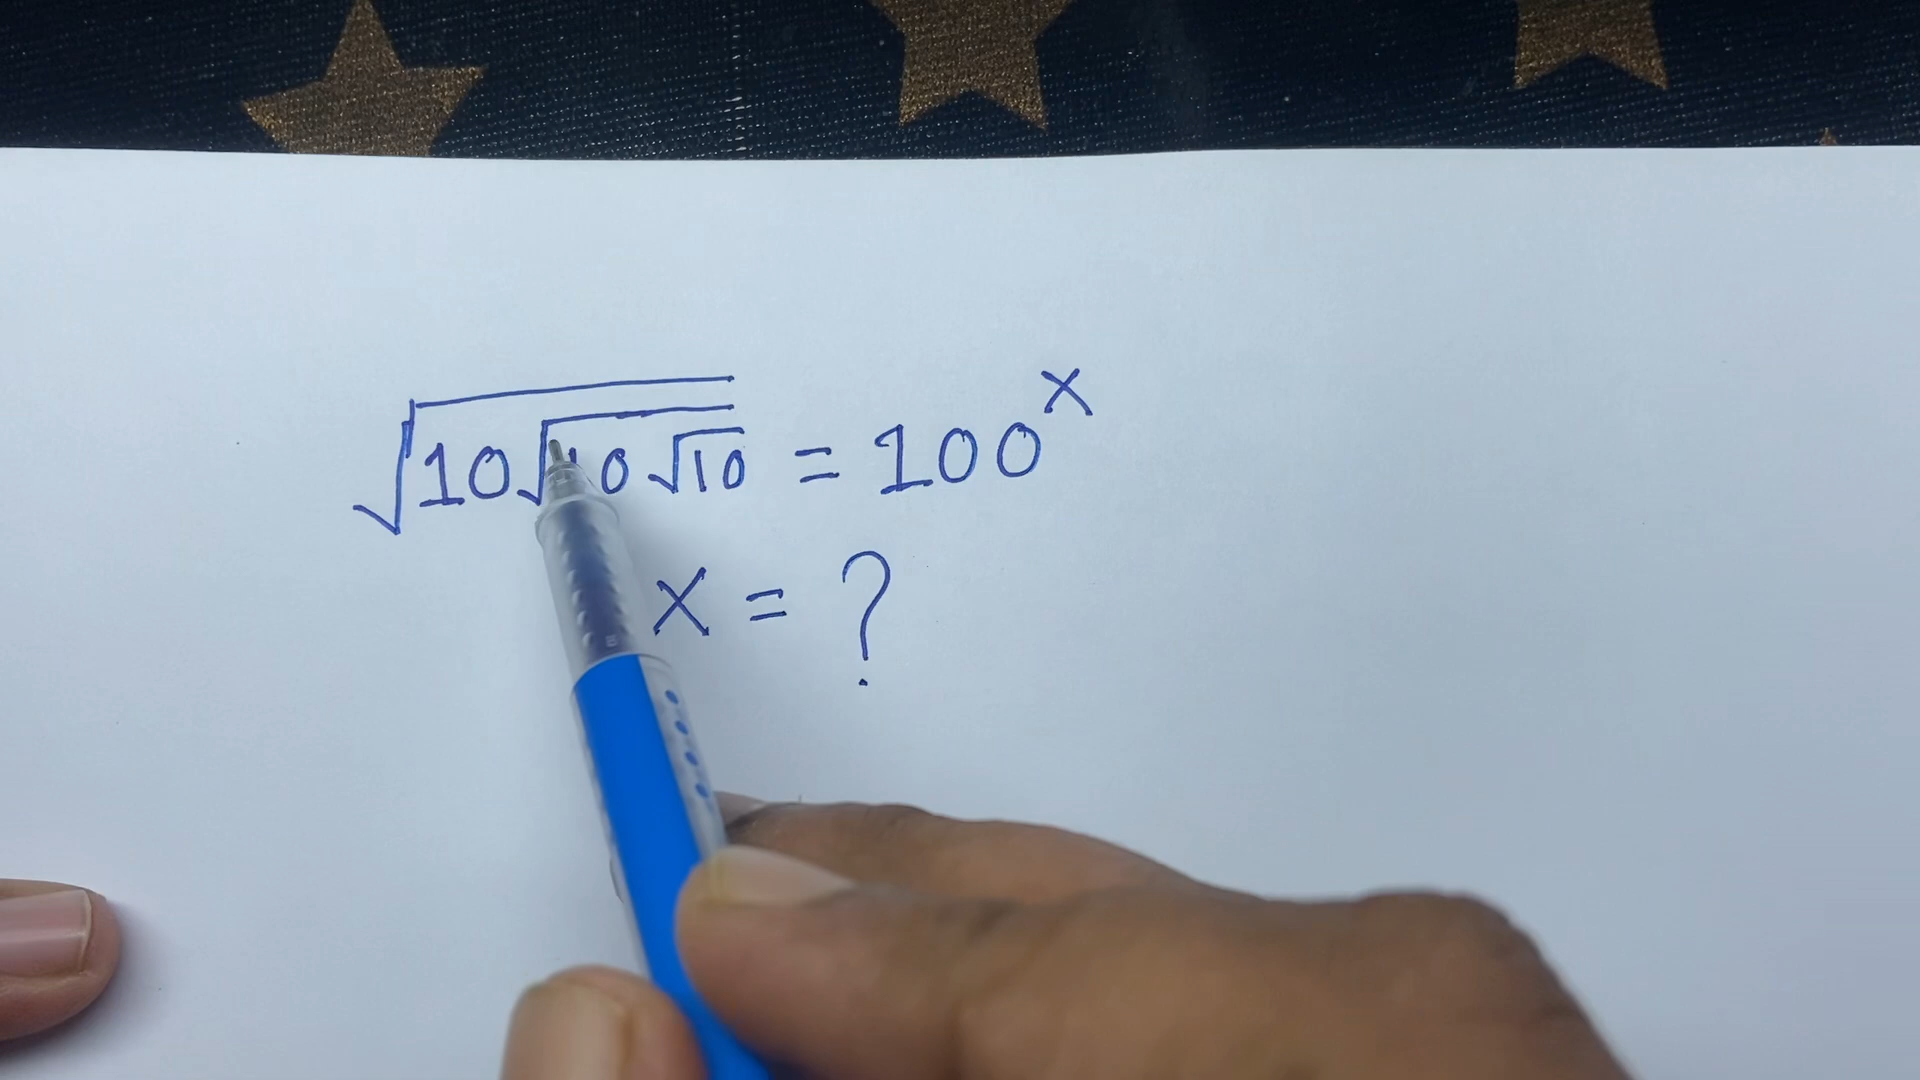 √10√10√10 = 100^x
x = ?